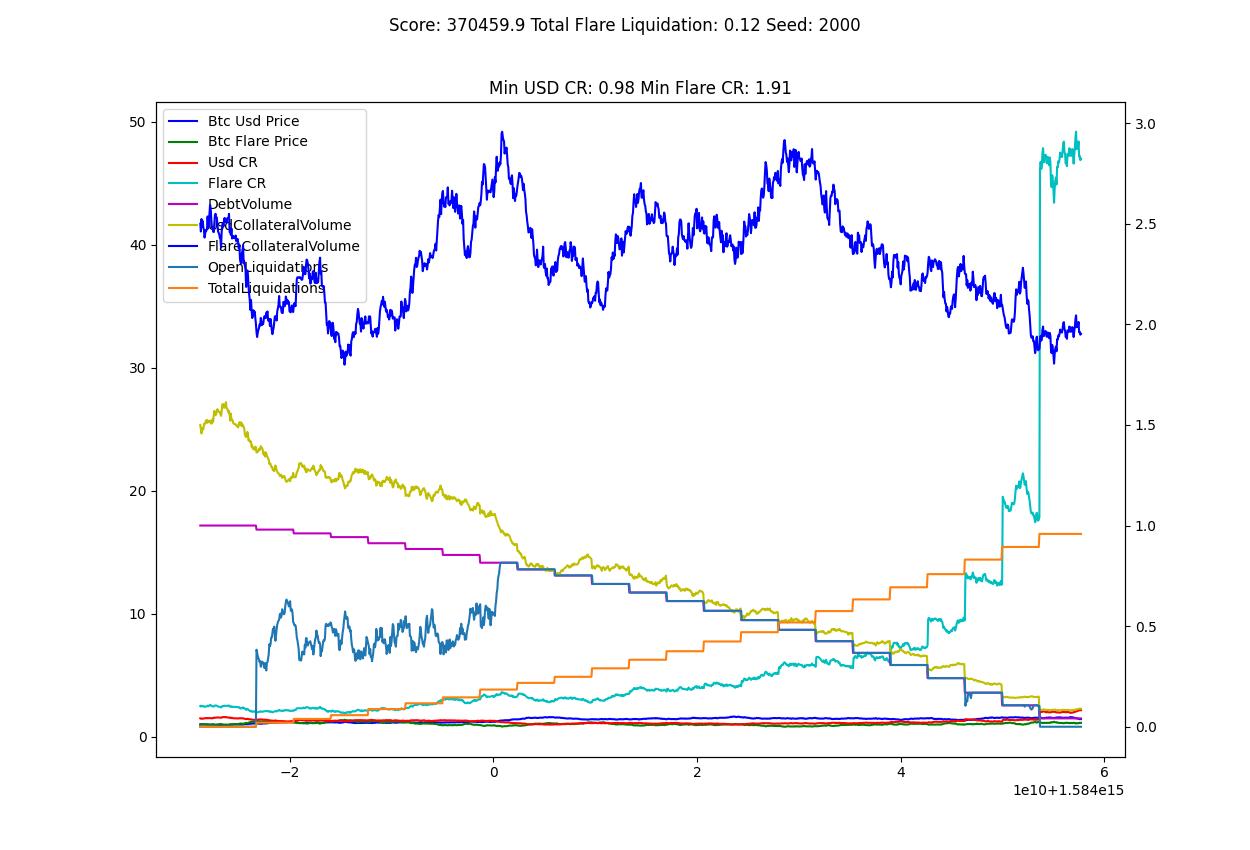 Score: 370459.9 Total Flare Liquidation: 0.12 Seed: 2000
Min USD CR: 0.98 Min Flare CR: 1.91
Btc Usd Price
Btc Flare Price
Usd CR
Flare CR
DebtVolume
UsdCollateralVolume
FlareCollateralVolume
OpenLiquidations
TotalLiquidations
50
40
30
20
10
0
3.0
2.5
2.0
1.5
1.0
0.5
0.0
−2
0
2
4
6
1e10+1.584e15